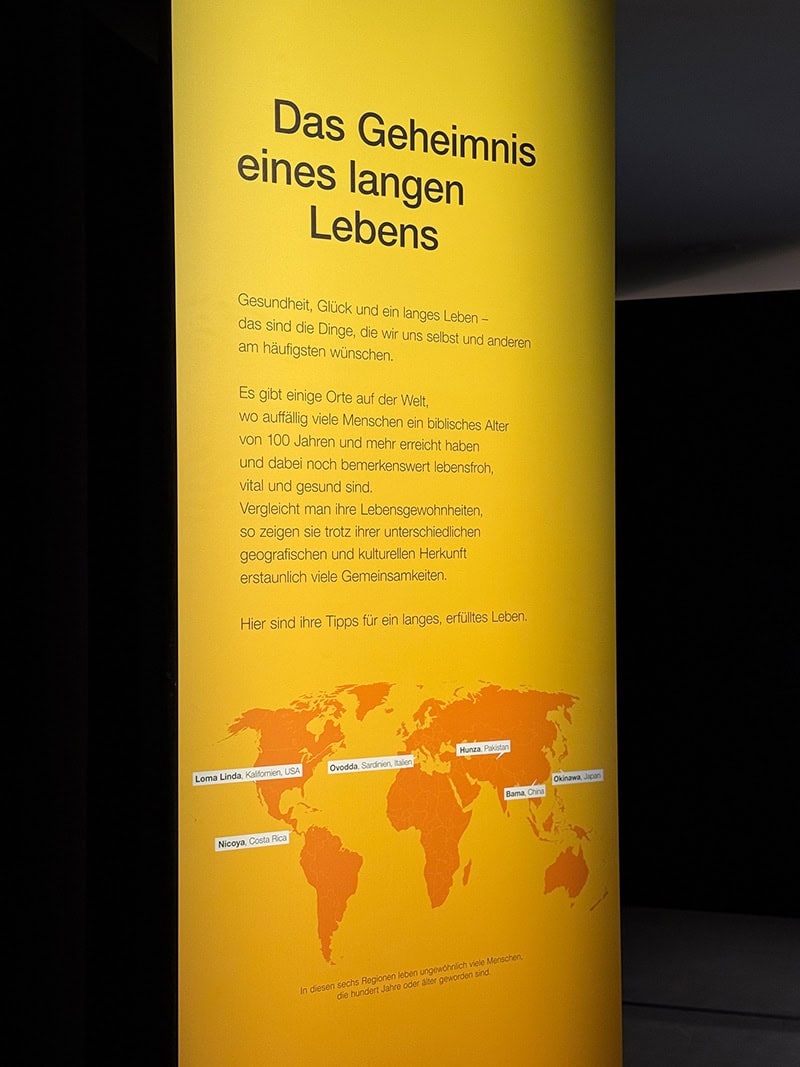 Das Geheimnis
eines langen
Lebens
Gesundheit, Glück und ein langes Leben –
das sind die Dinge, die wir uns selbst und anderen
am häufigsten wünschen.
Es gibt einige Orte auf der Welt,
wo auffällig viele Menschen ein biblisches Alter
von 100 Jahren und mehr erreicht haben
und dabei noch bemerkenswert lebensfroh,
vital und gesund sind.
Vergleicht man ihre Lebensgewohnheiten,
so zeigen sie trotz ihrer unterschiedlichen
geografischen und kulturellen Herkunft
erstaunlich viele Gemeinsamkeiten.
Hier sind ihre Tipps für ein langes, erfülltes Leben.
Hunza, Pakistan
Loma Linda, Kalifornien, USA
Ovodda, Sardinien, Italien
Okinawa, Japan
Bama, China
Nicoya, Costa Rica
In diesen sechs Regionen leben ungewöhnlich viele Menschen,
die hundert Jahre oder älter geworden sind.